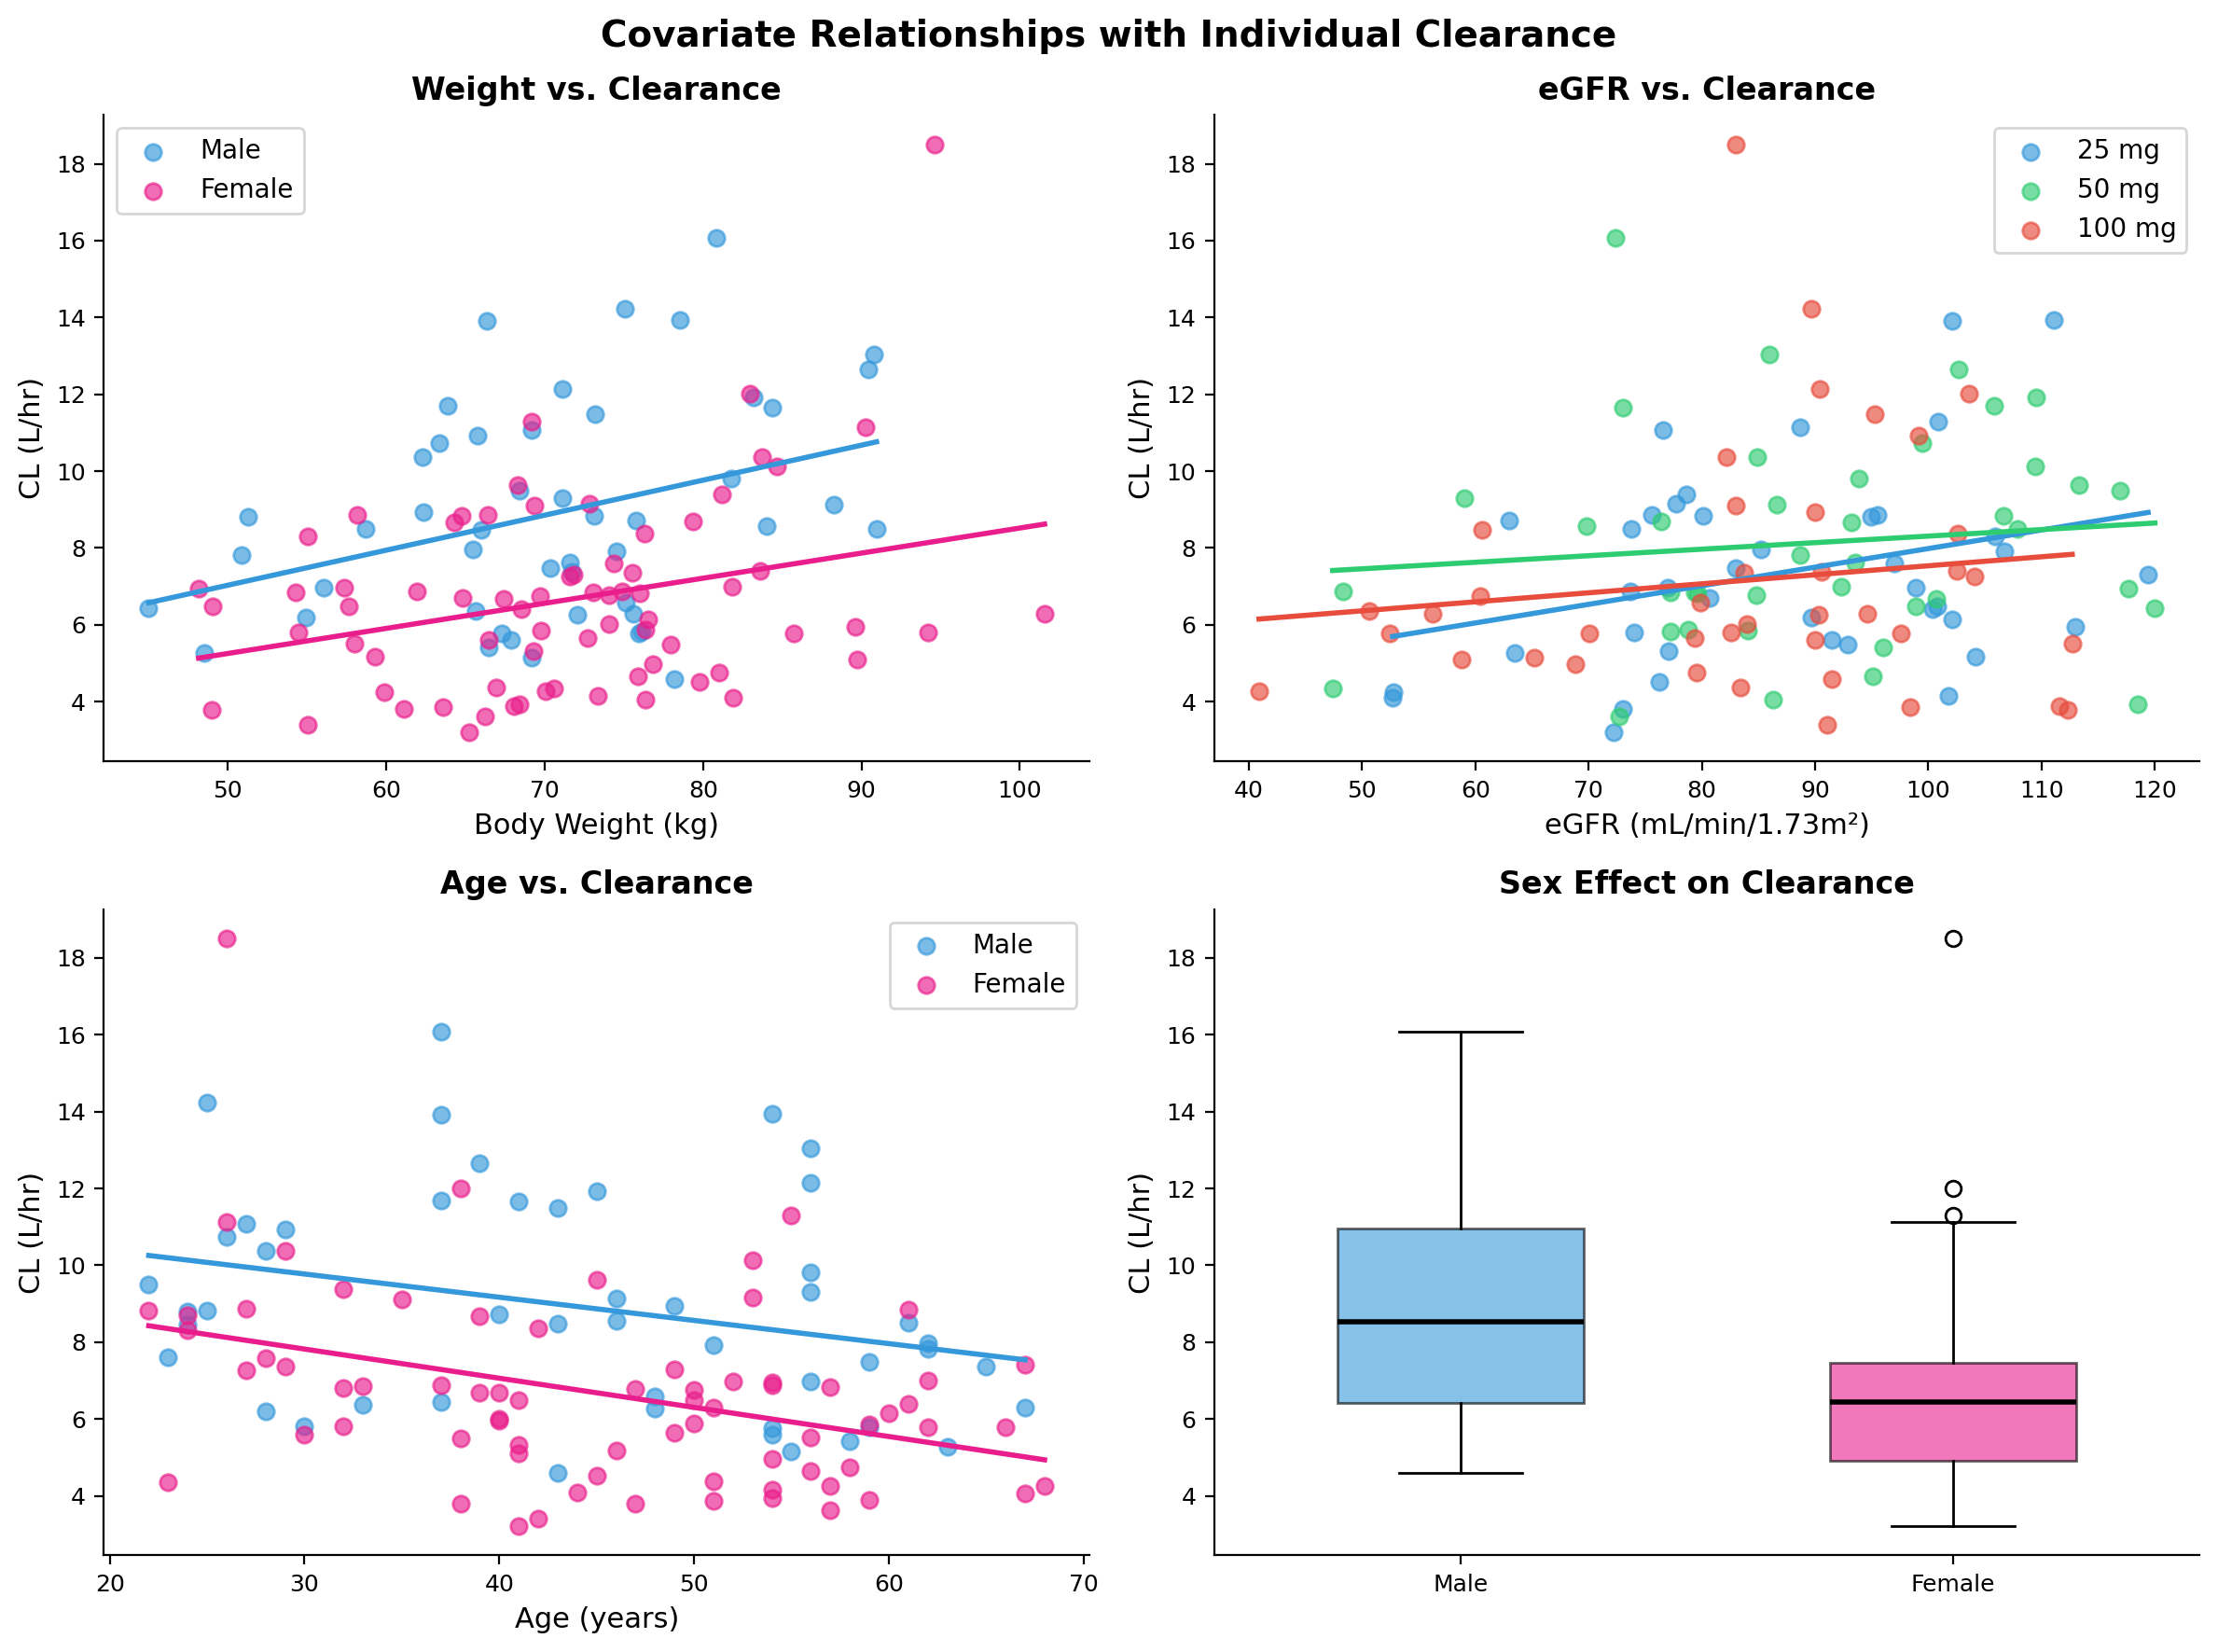 Covariate Relationships with Individual Clearance
Weight vs. Clearance
Male
Female
18
16
14
12
10
8
6
4
CL (L/hr)
50 60 70 80 90 100
Body Weight (kg)
eGFR vs. Clearance
25 mg
50 mg
100 mg
18
16
14
12
10
8
6
4
CL (L/hr)
40 50 60 70 80 90 100 110 120
eGFR (mL/min/1.73m²)
Age vs. Clearance
Male
Female
18
16
14
12
10
8
6
4
CL (L/hr)
20 30 40 50 60 70
Age (years)
Sex Effect on Clearance
18
16
14
12
10
8
6
4
CL (L/hr)
Male Female